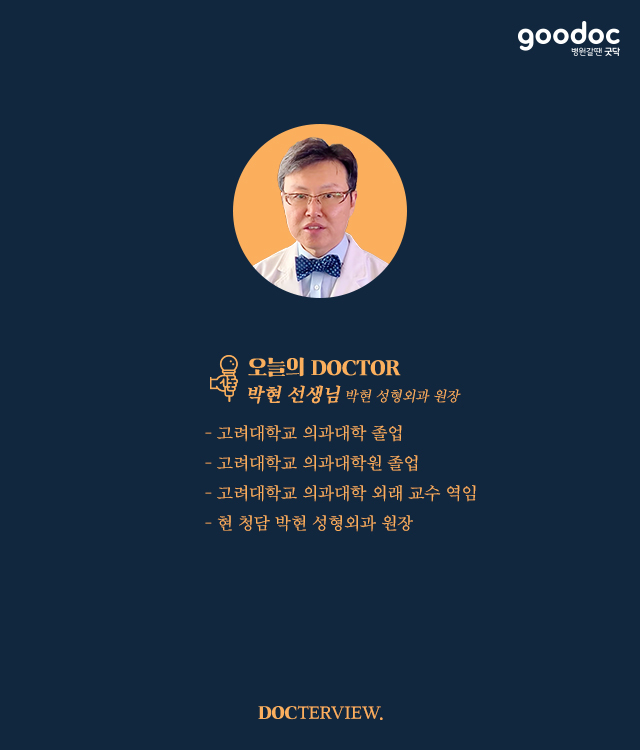 goodoc
병원갈땐 굿닥
오늘의 DOCTOR
박현 선생님 박현 성형외과 원장
- 고려대학교 의과대학 졸업
- 고려대학교 의과대학원 졸업
- 고려대학교 의과대학 외래 교수 역임
- 현 청담 박현 성형외과 원장
DOCTERVIEW.